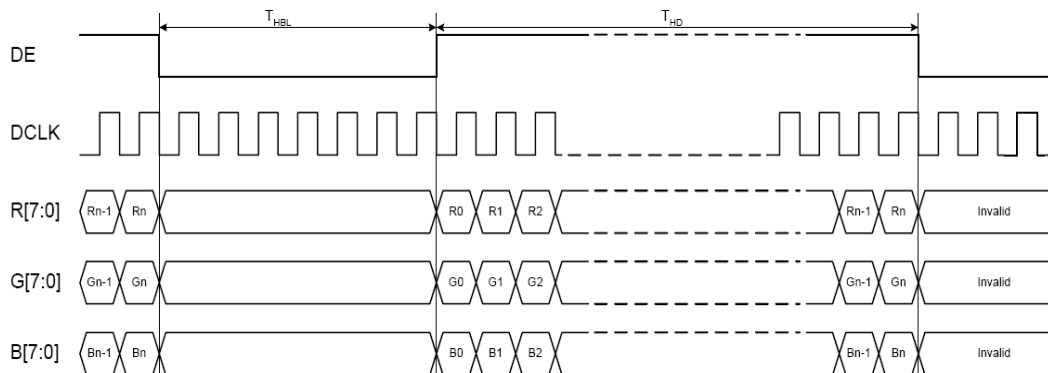 T_HBL T_HD
DE
DCLK
R[7:0] Rn-1 Rn R0 R1 R2 Rn-1 Rn Invalid
G[7:0] Gn-1 Gn G0 G1 G2 Gn-1 Gn Invalid
B[7:0] Bn-1 Bn B0 B1 B2 Bn-1 Bn Invalid